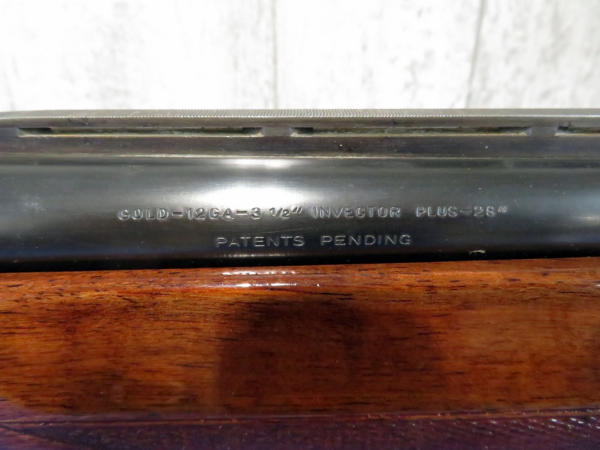 GOLD-12GA-3 1/2" INVECTOR PLUS-28"
PATENTS PENDING